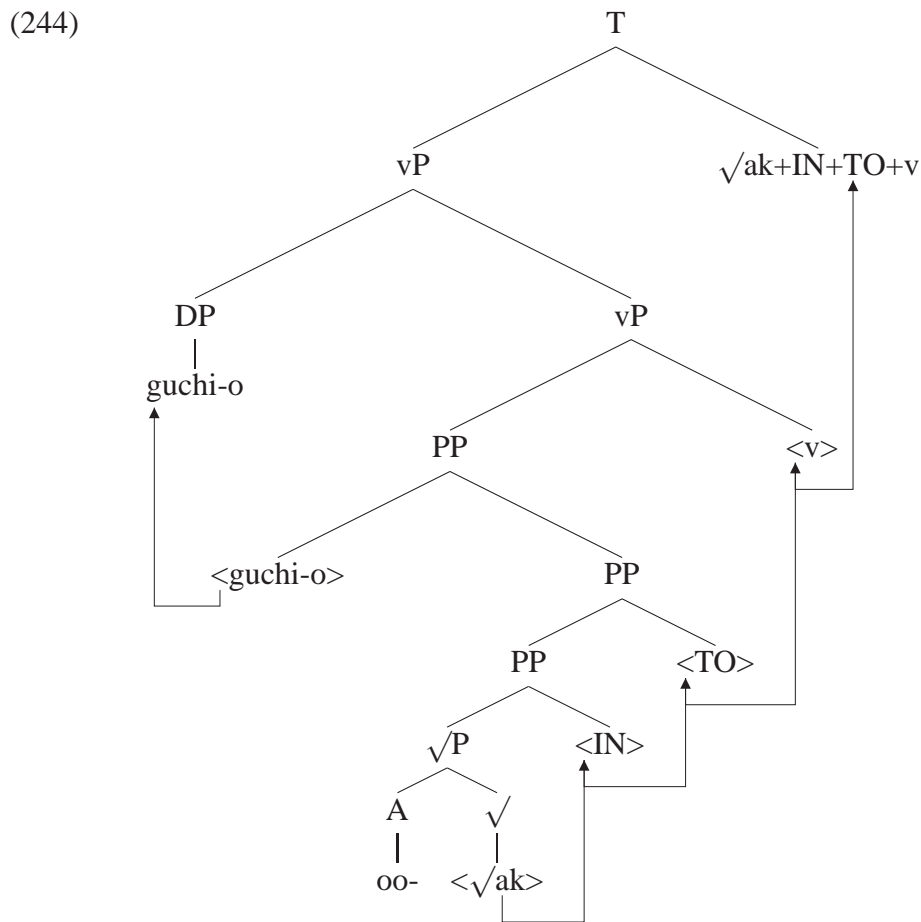 (244)
T
vP
√ak+IN+TO+v
DP
vP
guchi-o
PP
<v>
<guchi-o>
PP
PP
<TO>
√P
<IN>
A
√
oo-
<√ak>